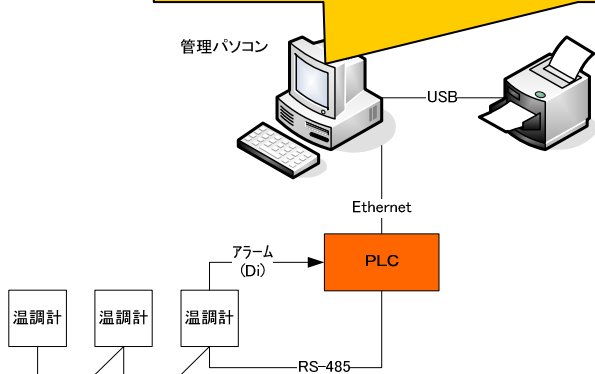 管理パソコン
USB
Ethernet
アラーム
(Di)
PLC
温調計
温調計
温調計
RS-485